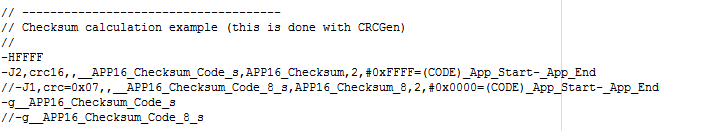 // -------------------------------------
// Checksum calculation example (this is done with CRCGen)
//
-HFFFF
-J2,crc16,,__APP16_Checksum_Code_s,APP16_Checksum,2,#0xFFFF=(CODE)_App_Start-_App_End
//-J1,crc=0x07,,__APP16_Checksum_Code_8_s,APP16_Checksum_8,2,#0x0000=(CODE)_App_Start-_App_End
-g__APP16_Checksum_Code_s
//-g__APP16_Checksum_Code_8_s